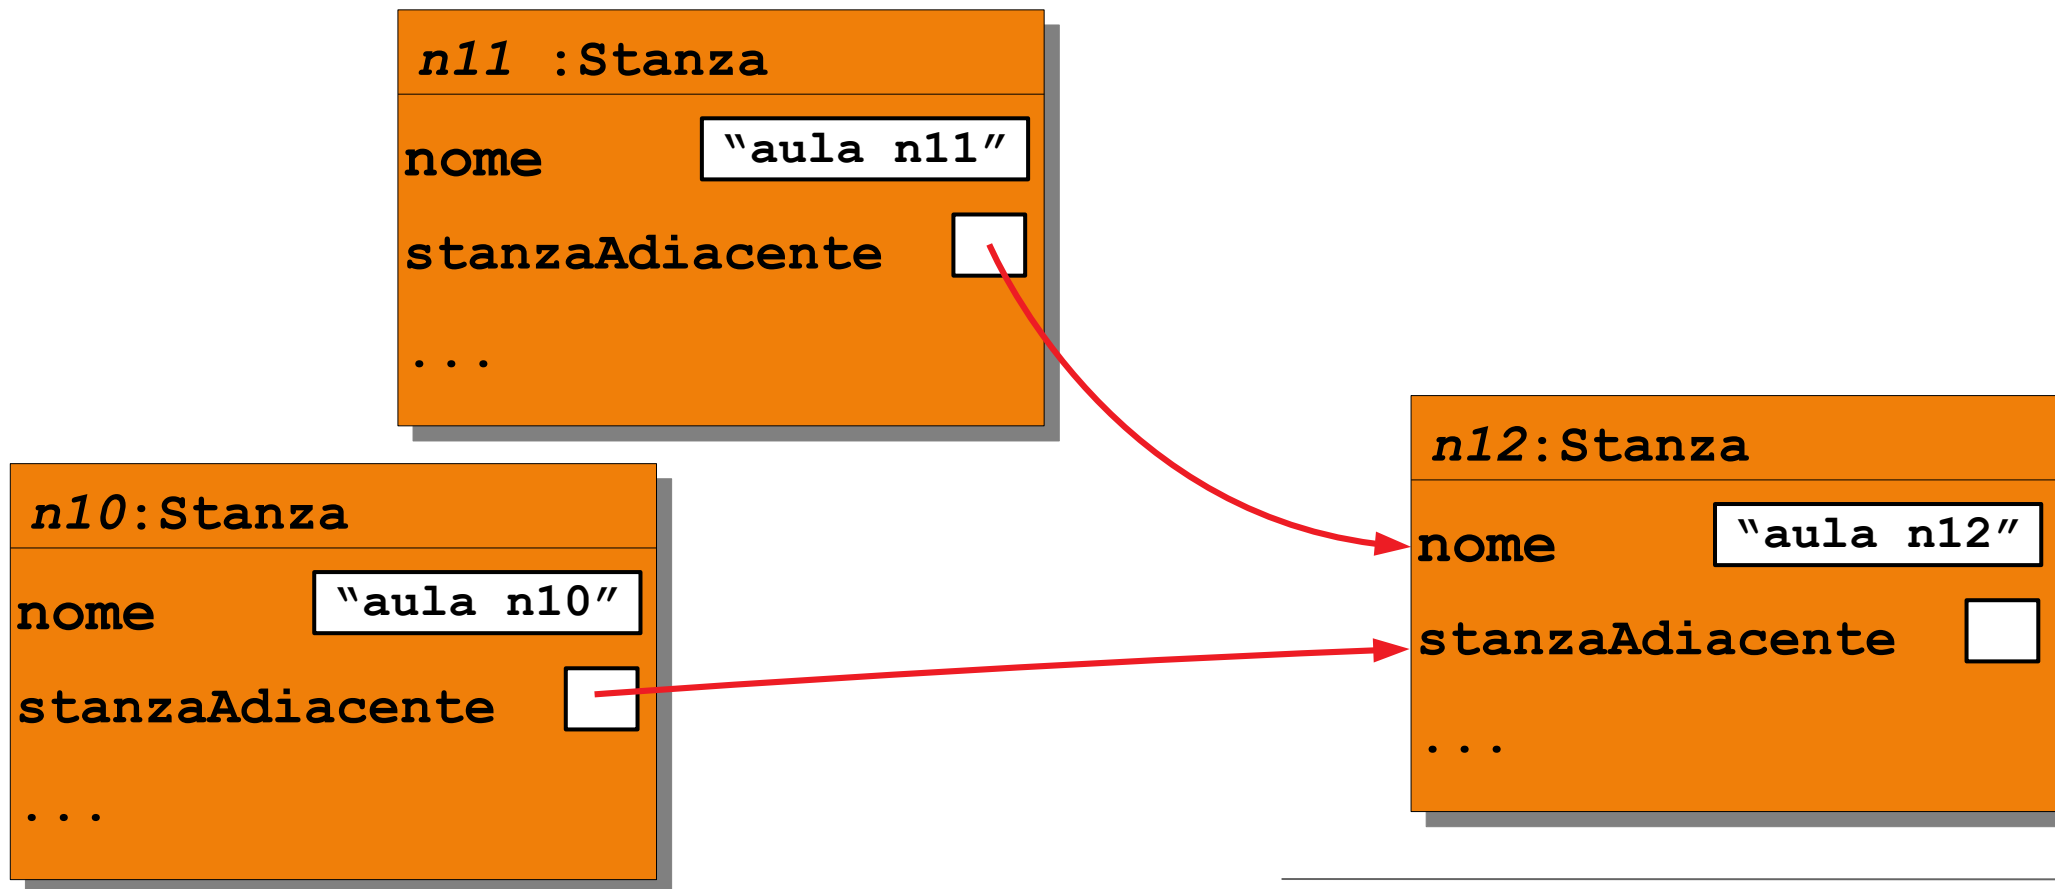 n11 :Stanza
nome “aula n11”
stanzaAdiacente
...
n10:Stanza
nome “aula n10”
stanzaAdiacente
...
n12:Stanza
nome “aula n12”
stanzaAdiacente
...